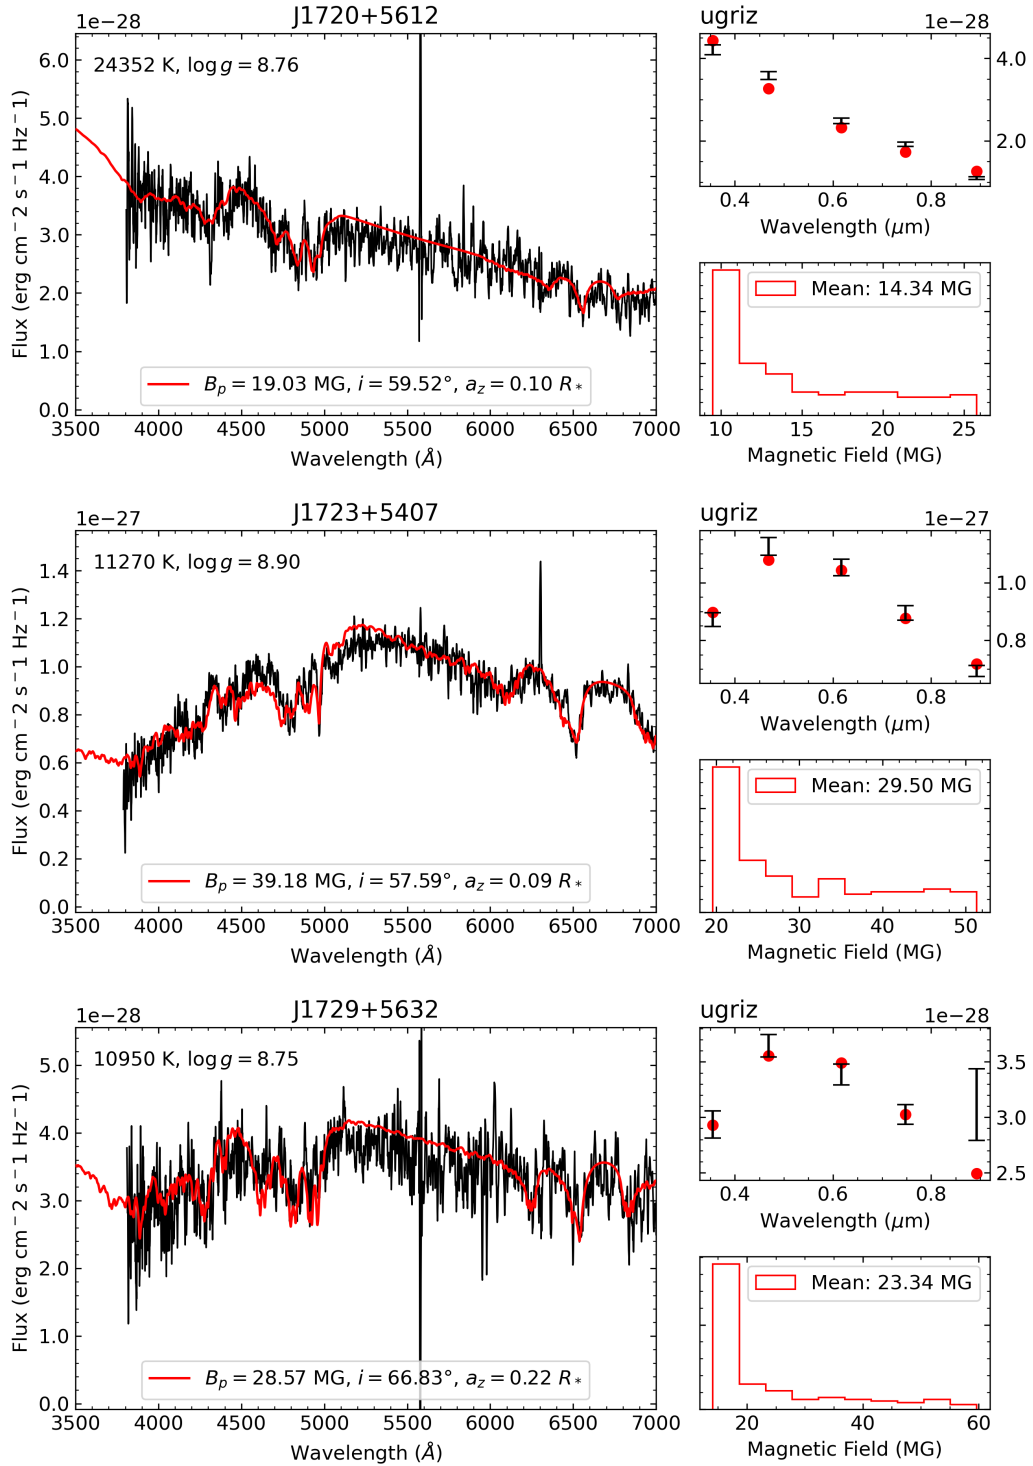 J1720+5612
1e−28
24352 K, log g = 8.76
6.0
5.0
4.0
3.0
2.0
1.0
0.0
Flux (erg cm−2 s−1 Hz−1)
B_p = 19.03 MG, i = 59.52°, a_z = 0.10 R_*
3500 4000 4500 5000 5500 6000 6500 7000
Wavelength (Å)
ugriz
1e−28
4.0
2.0
0.4 0.6 0.8
Wavelength (μm)
Mean: 14.34 MG
10 15 20 25
Magnetic Field (MG)
J1723+5407
1e−27
11270 K, log g = 8.90
1.4
1.2
1.0
0.8
0.6
0.4
0.2
0.0
Flux (erg cm−2 s−1 Hz−1)
B_p = 39.18 MG, i = 57.59°, a_z = 0.09 R_*
3500 4000 4500 5000 5500 6000 6500 7000
Wavelength (Å)
ugriz
1e−27
1.0
0.8
0.4 0.6 0.8
Wavelength (μm)
Mean: 29.50 MG
20 30 40 50
Magnetic Field (MG)
J1729+5632
1e−28
10950 K, log g = 8.75
5.0
4.0
3.0
2.0
1.0
0.0
Flux (erg cm−2 s−1 Hz−1)
B_p = 28.57 MG, i = 66.83°, a_z = 0.22 R_*
3500 4000 4500 5000 5500 6000 6500 7000
Wavelength (Å)
ugriz
1e−28
3.5
3.0
2.5
0.4 0.6 0.8
Wavelength (μm)
Mean: 23.34 MG
20 40 60
Magnetic Field (MG)